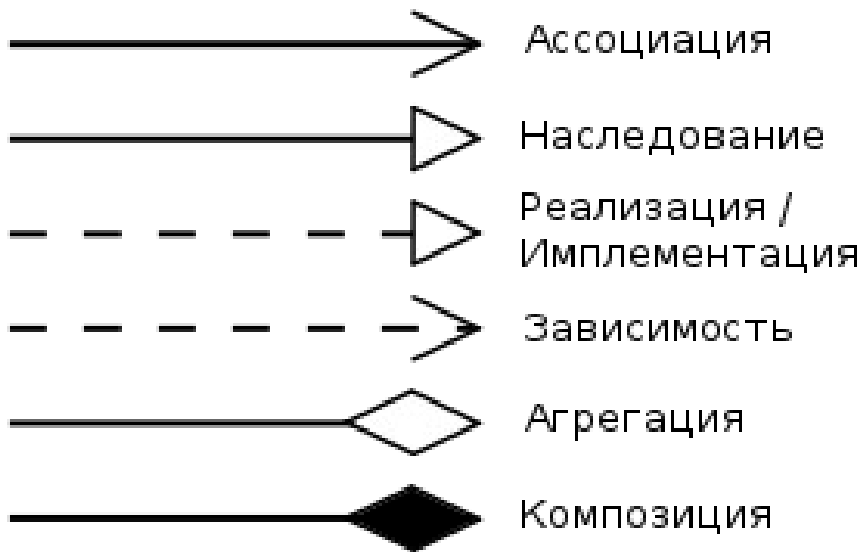 Ассоциация
Наследование
Реализация /
Имплементация
Зависимость
Агрегация
Композиция